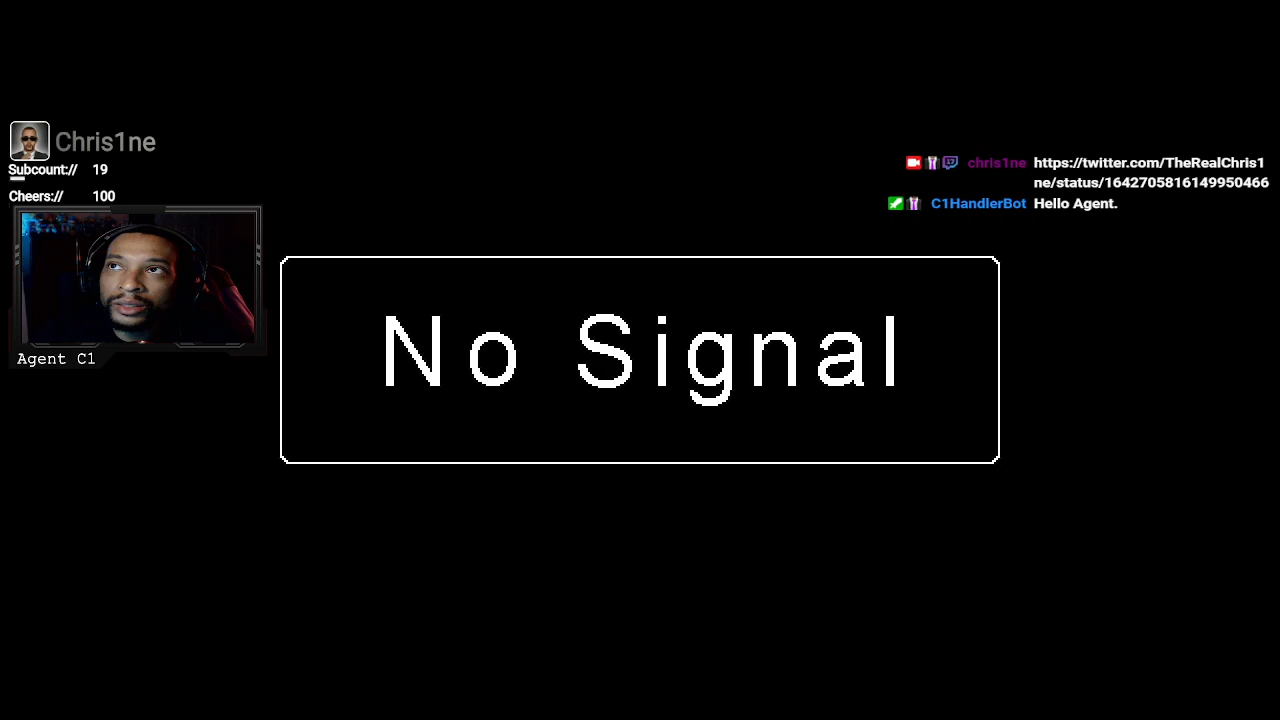 Chris1ne
Subcount// 19
Cheers// 100
Agent C1
chris1ne https://twitter.com/TheRealChris1
ne/status/1642705816149950466
C1HandlerBot Hello Agent.
No Signal